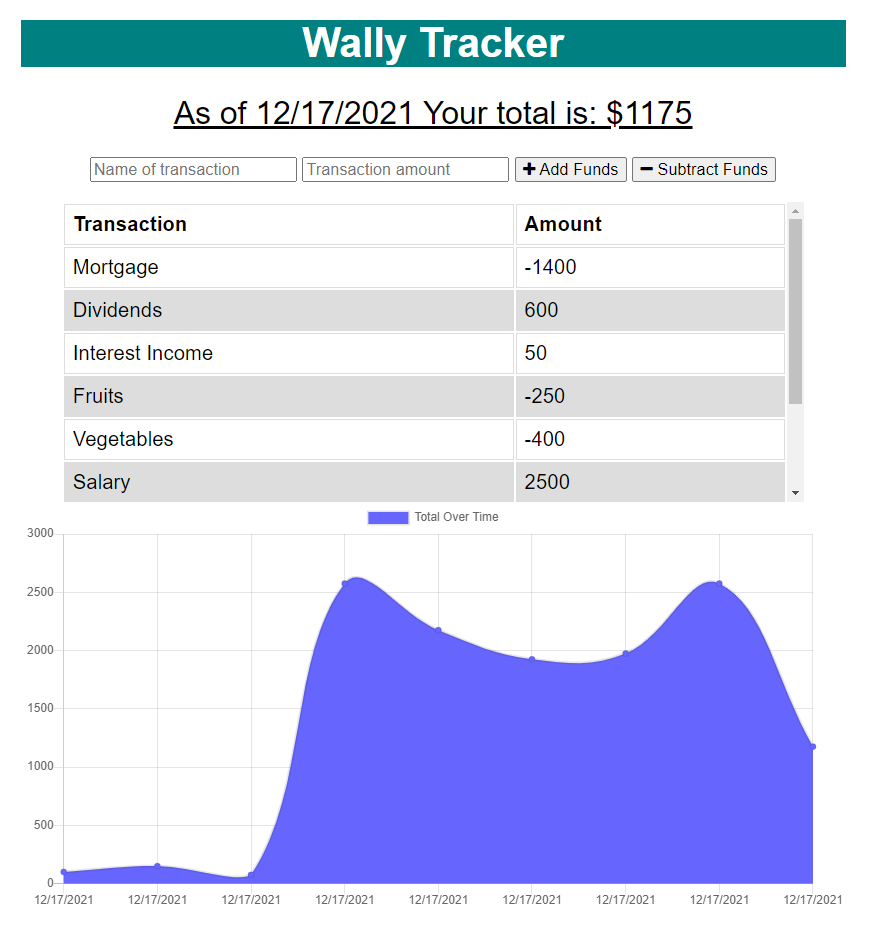 Wally Tracker
As of 12/17/2021 Your total is: $1175
Name of transaction Transaction amount + Add Funds − Subtract Funds
Transaction Amount
Mortgage -1400
Dividends 600
Interest Income 50
Fruits -250
Vegetables -400
Salary 2500
Total Over Time
3000
2500
2000
1500
1000
500
0
12/17/2021 12/17/2021 12/17/2021 12/17/2021 12/17/2021 12/17/2021 12/17/2021 12/17/2021 12/17/2021